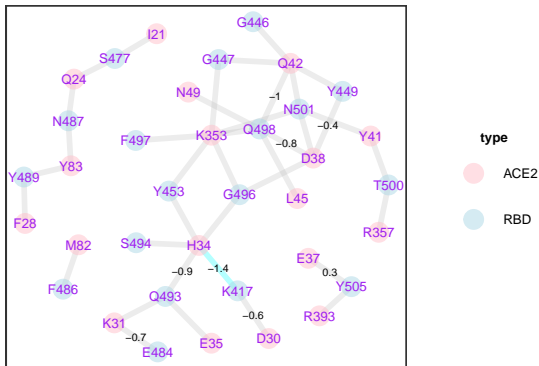 G446
I21
S477
G447
Q42
Q24
N49
−1
Y449
N501
N487
−0.4
F497
K353
Q498
Y41
−0.8
D38
Y83
Y489
Y453
G496
L45
T500
F28
R357
M82
S494
H34
E37
−0.9
−1.4
0.3
F486
Q493
K417
Y505
K31
−0.6
R393
−0.7
E484
E35
D30
type
ACE2
RBD